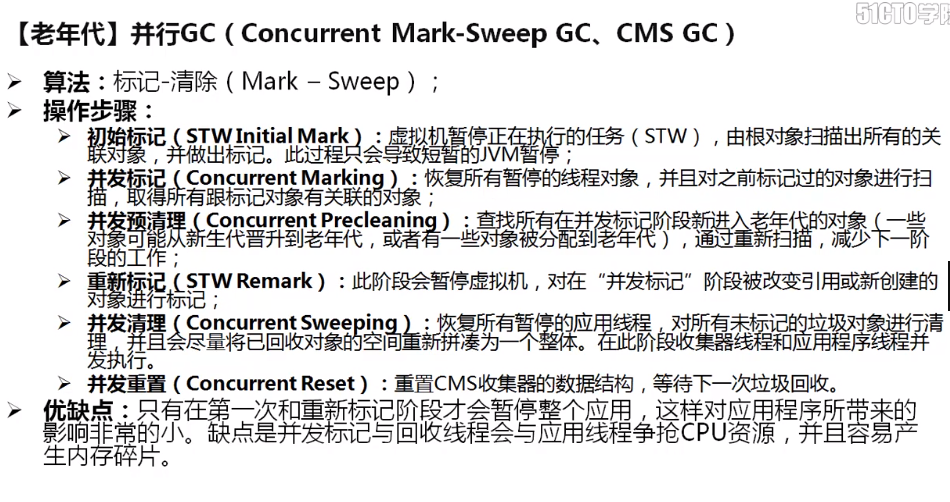 51CTO学院
【老年代】并行GC（Concurrent Mark-Sweep GC、CMS GC）
➢ 算法：标记-清除（Mark – Sweep）；
➢ 操作步骤：
➢ 初始标记（STW Initial Mark）：虚拟机暂停正在执行的任务（STW），由根对象扫描出所有的关
联对象，并做出标记。此过程只会导致短暂的JVM暂停；
➢ 并发标记（Concurrent Marking）：恢复所有暂停的线程对象，并且对之前标记过的对象进行扫
描，取得所有跟标记对象有关联的对象；
➢ 并发预清理（Concurrent Precleaning）：查找所有在并发标记阶段新进入老年代的对象（一些
对象可能从新生代晋升到老年代，或者有一些对象被分配到老年代），通过重新扫描，减少下一阶
段的工作；
➢ 重新标记（STW Remark）：此阶段会暂停虚拟机，对在“并发标记”阶段被改变引用或新创建的
对象进行标记；
➢ 并发清理（Concurrent Sweeping）：恢复所有暂停的应用线程，对所有未标记的垃圾对象进行清
理，并且会尽量将已回收对象的空间重新拼凑为一个整体。在此阶段收集器线程和应用程序线程并
发执行。
➢ 并发重置（Concurrent Reset）：重置CMS收集器的数据结构，等待下一次垃圾回收。
➢ 优缺点：只有在第一次和重新标记阶段才会暂停整个应用，这样对应用程序所带来的
影响非常的小。缺点是并发标记与回收线程会与应用线程争抢CPU资源，并且容易产
生内存碎片。